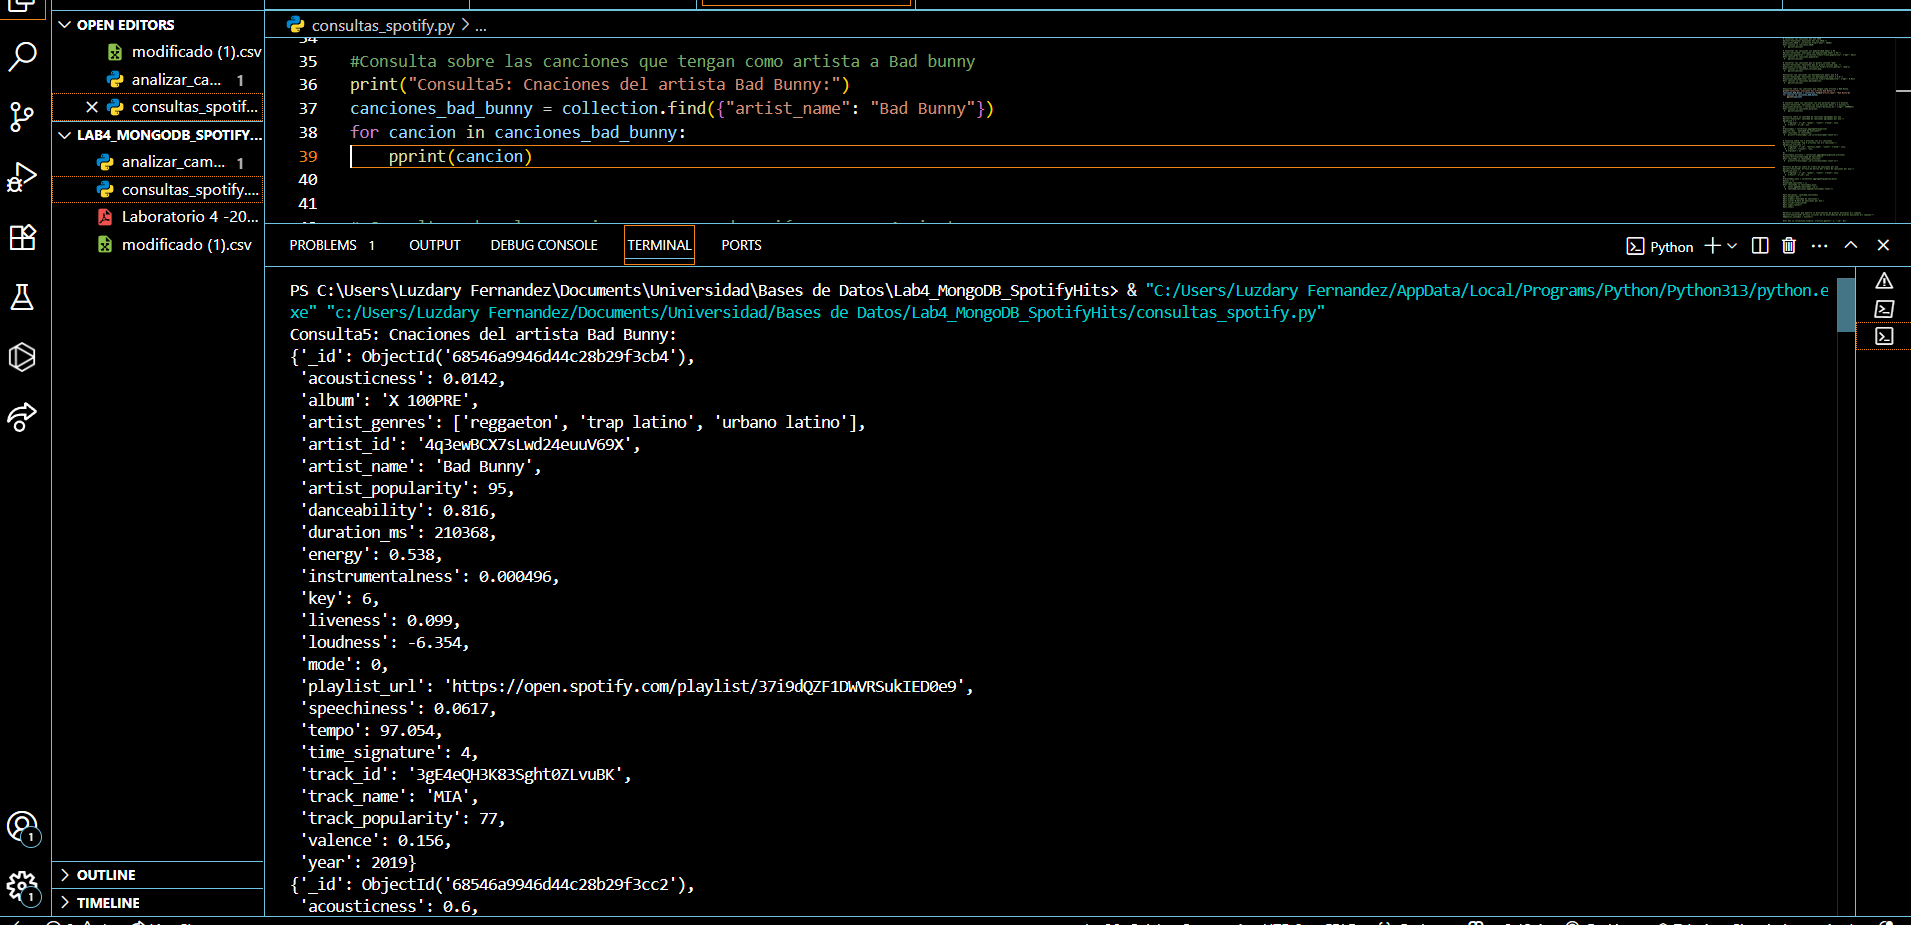 OPEN EDITORS
modificado (1).csv
analizar_ca... 1
consultas_spotif...
LAB4_MONGODB_SPOTIFY...
analizar_cam... 1
consultas_spotify....
Laboratorio 4 -20...
modificado (1).csv
OUTLINE
TIMELINE
1
1
consultas_spotify.py > ...
34
35 #Consulta sobre las canciones que tengan como artista a Bad bunny
36 print("Consulta5: Cnaciones del artista Bad Bunny:")
37 canciones_bad_bunny = collection.find({"artist_name": "Bad Bunny"})
38 for cancion in canciones_bad_bunny:
39 pprint(cancion)
40
41
PROBLEMS 1 OUTPUT DEBUG CONSOLE TERMINAL PORTS
Python
PS C:\Users\Luzdary Fernandez\Documents\Universidad\Bases de Datos\Lab4_MongoDB_SpotifyHits> & "C:/Users/Luzdary Fernandez/AppData/Local/Programs/Python/Python313/python.e
xe" "c:/Users/Luzdary Fernandez/Documents/Universidad/Bases de Datos/Lab4_MongoDB_SpotifyHits/consultas_spotify.py"
Consulta5: Cnaciones del artista Bad Bunny:
{'_id': ObjectId('68546a9946d44c28b29f3cb4'),
'acousticness': 0.0142,
'album': 'X 100PRE',
'artist_genres': ['reggaeton', 'trap latino', 'urbano latino'],
'artist_id': '4q3ewBCX7sLwd24euuV69X',
'artist_name': 'Bad Bunny',
'artist_popularity': 95,
'danceability': 0.816,
'duration_ms': 210368,
'energy': 0.538,
'instrumentalness': 0.000496,
'key': 6,
'liveness': 0.099,
'loudness': -6.354,
'mode': 0,
'playlist_url': 'https://open.spotify.com/playlist/37i9dQZF1DWVRSukIED0e9',
'speechiness': 0.0617,
'tempo': 97.054,
'time_signature': 4,
'track_id': '3gE4eQH3K83Sght0ZLvuBK',
'track_name': 'MIA',
'track_popularity': 77,
'valence': 0.156,
'year': 2019}
{'_id': ObjectId('68546a9946d44c28b29f3cc2'),
'acousticness': 0.6,